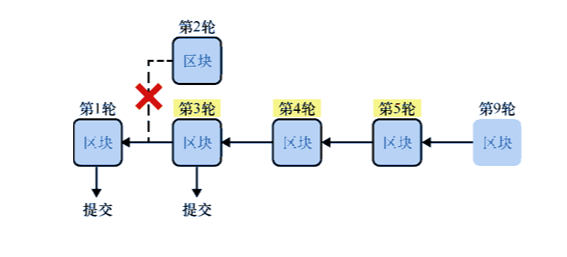 第2轮
区块
第1轮 第3轮 第4轮 第5轮 第9轮
区块 区块 区块 区块 区块
提交 提交